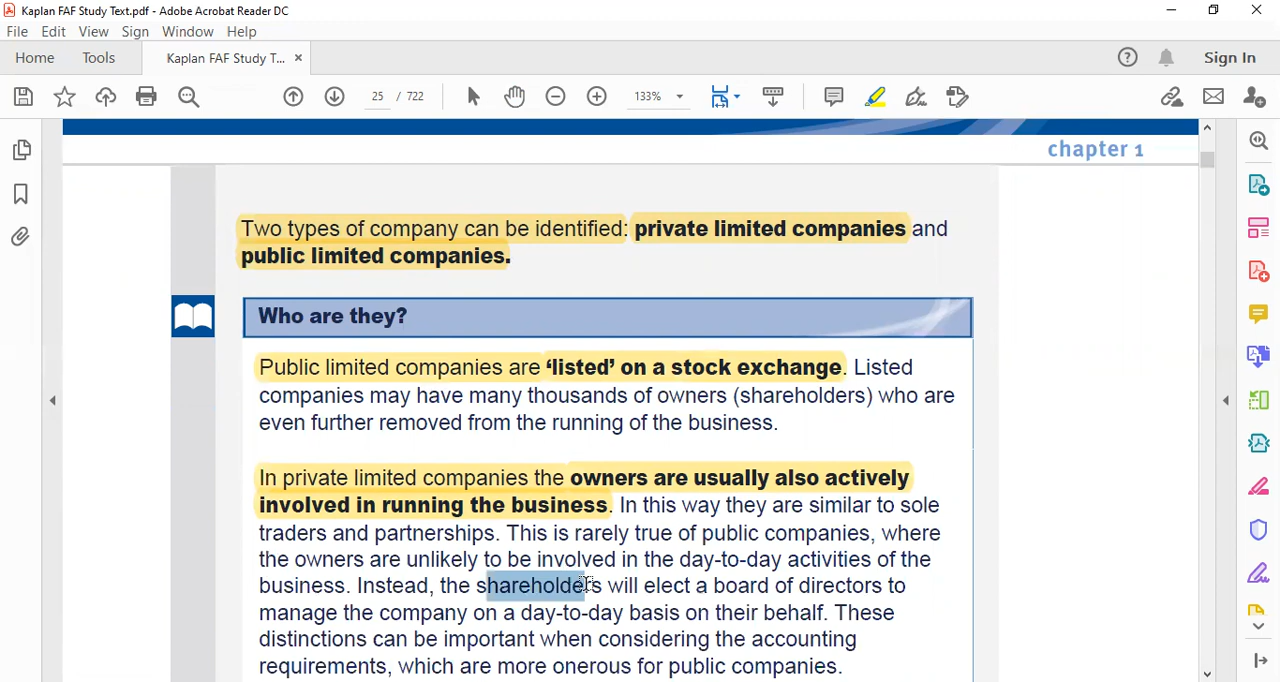 Kaplan FAF Study Text.pdf - Adobe Acrobat Reader DC
File Edit View Sign Window Help
Home Tools Kaplan FAF Study T... × Sign In
25 / 722 133%
chapter 1
Two types of company can be identified: private limited companies and
public limited companies.
Who are they?
Public limited companies are ‘listed’ on a stock exchange. Listed
companies may have many thousands of owners (shareholders) who are
even further removed from the running of the business.
In private limited companies the owners are usually also actively
involved in running the business. In this way they are similar to sole
traders and partnerships. This is rarely true of public companies, where
the owners are unlikely to be involved in the day-to-day activities of the
business. Instead, the shareholders will elect a board of directors to
manage the company on a day-to-day basis on their behalf. These
distinctions can be important when considering the accounting
requirements, which are more onerous for public companies.